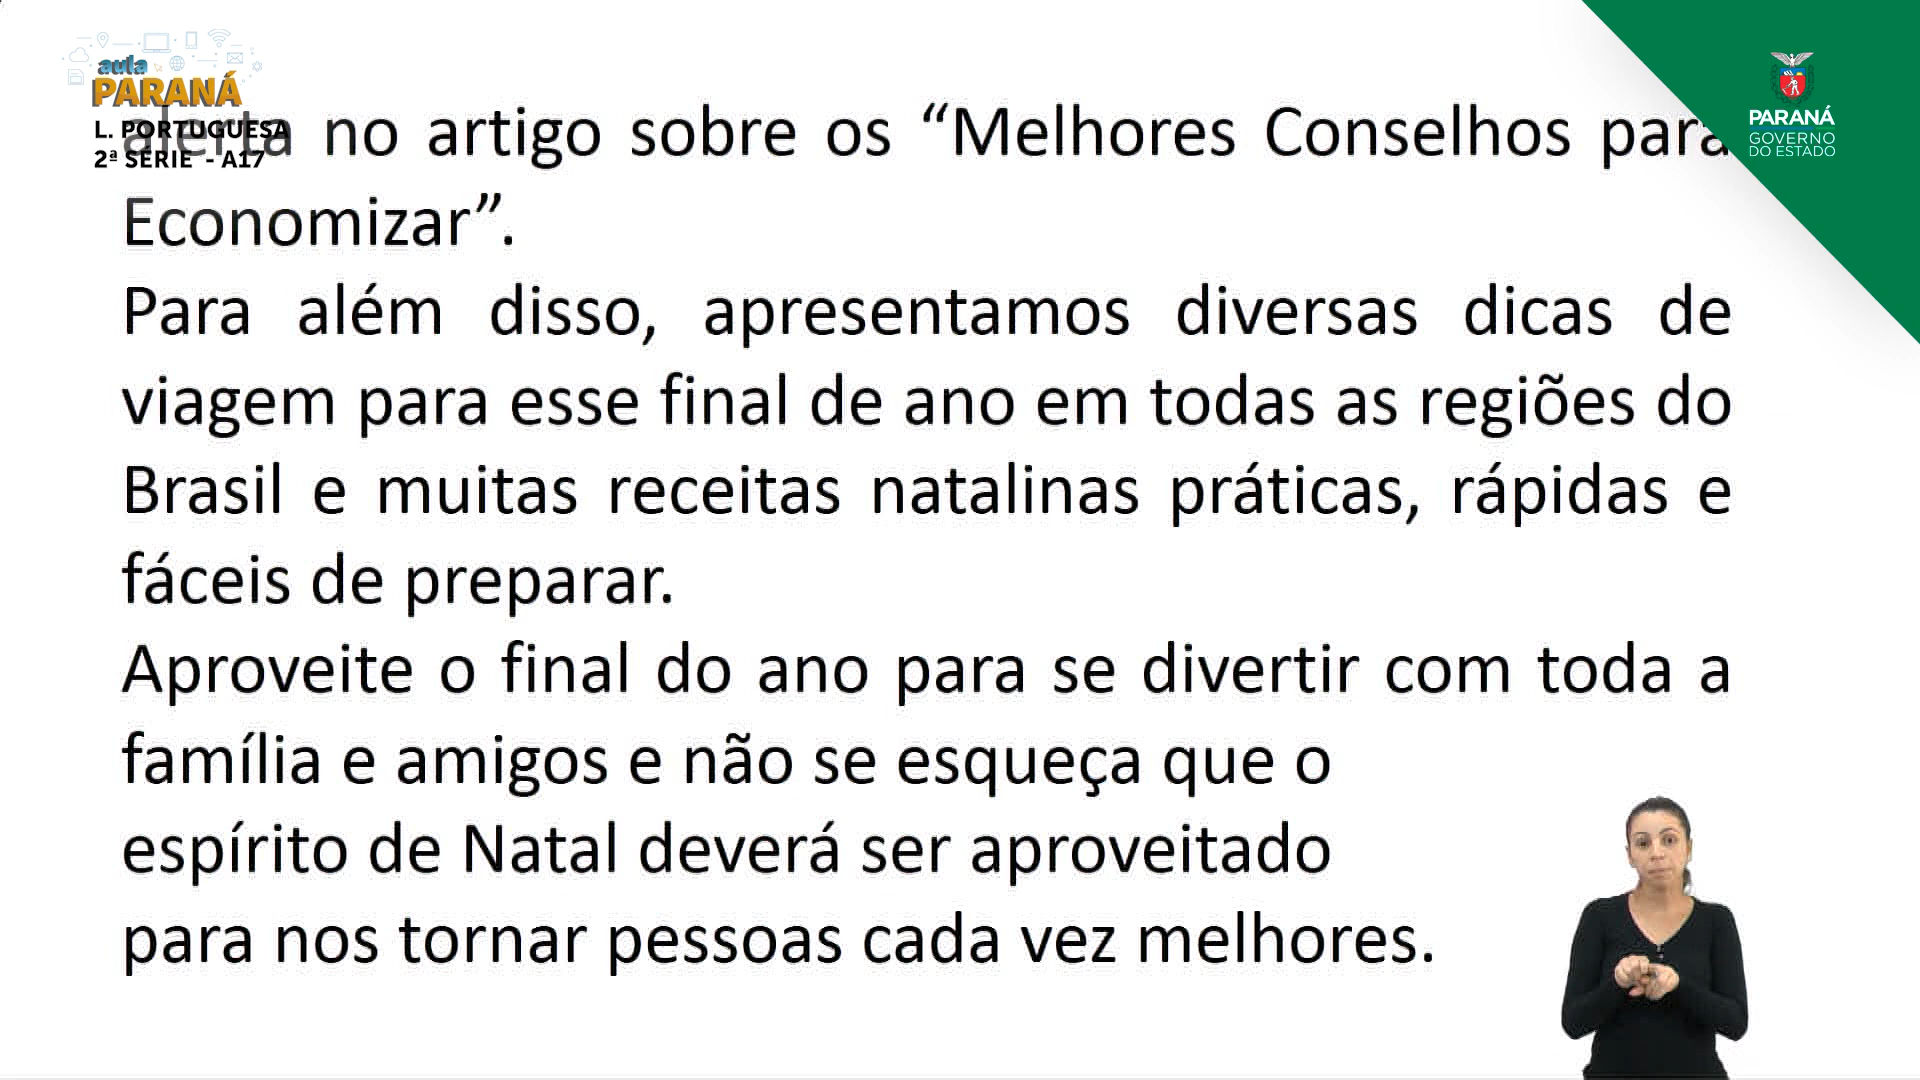 aula
PARANÁ
L. PORTUGUESA
2ª SÉRIE - A17
PARANÁ
GOVERNO
DO ESTADO
alerta no artigo sobre os “Melhores Conselhos para
Economizar”.
Para além disso, apresentamos diversas dicas de
viagem para esse final de ano em todas as regiões do
Brasil e muitas receitas natalinas práticas, rápidas e
fáceis de preparar.
Aproveite o final do ano para se divertir com toda a
família e amigos e não se esqueça que o
espírito de Natal deverá ser aproveitado
para nos tornar pessoas cada vez melhores.